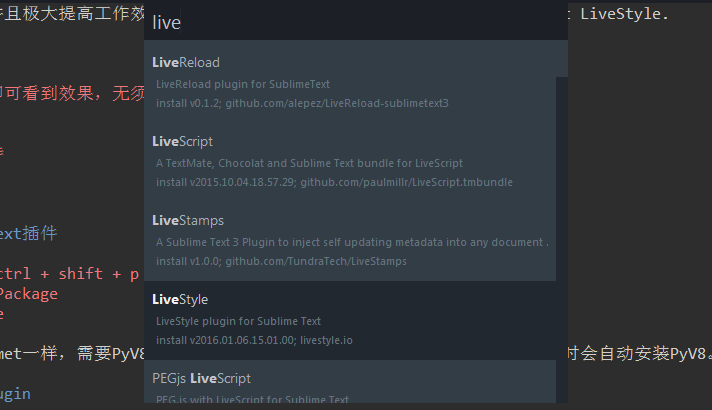 且极大提高工作效
live
LiveStyle.
LiveReload
LiveReload plugin for SublimeText
install v0.1.2; github.com/alepez/LiveReload-sublimetext3
可看到效果，无须
LiveScript
A TextMate, Chocolat and Sublime Text bundle for LiveScript
install v2015.10.04.18.57.29; github.com/paulmillr/LiveScript.tmbundle
LiveStamps
A Sublime Text 3 Plugin to inject self updating metadata into any document .
install v1.0.0; github.com/TundraTech/LiveStamps
ext插件
ctrl + shift + p
Package
e
LiveStyle
LiveStyle plugin for Sublime Text
install v2016.01.06.15.01.00; livestyle.io
met一样，需要PyV8
时会自动安装PyV8。
PEGjs LiveScript
PEG.js with LiveScript for Sublime Text
ugin